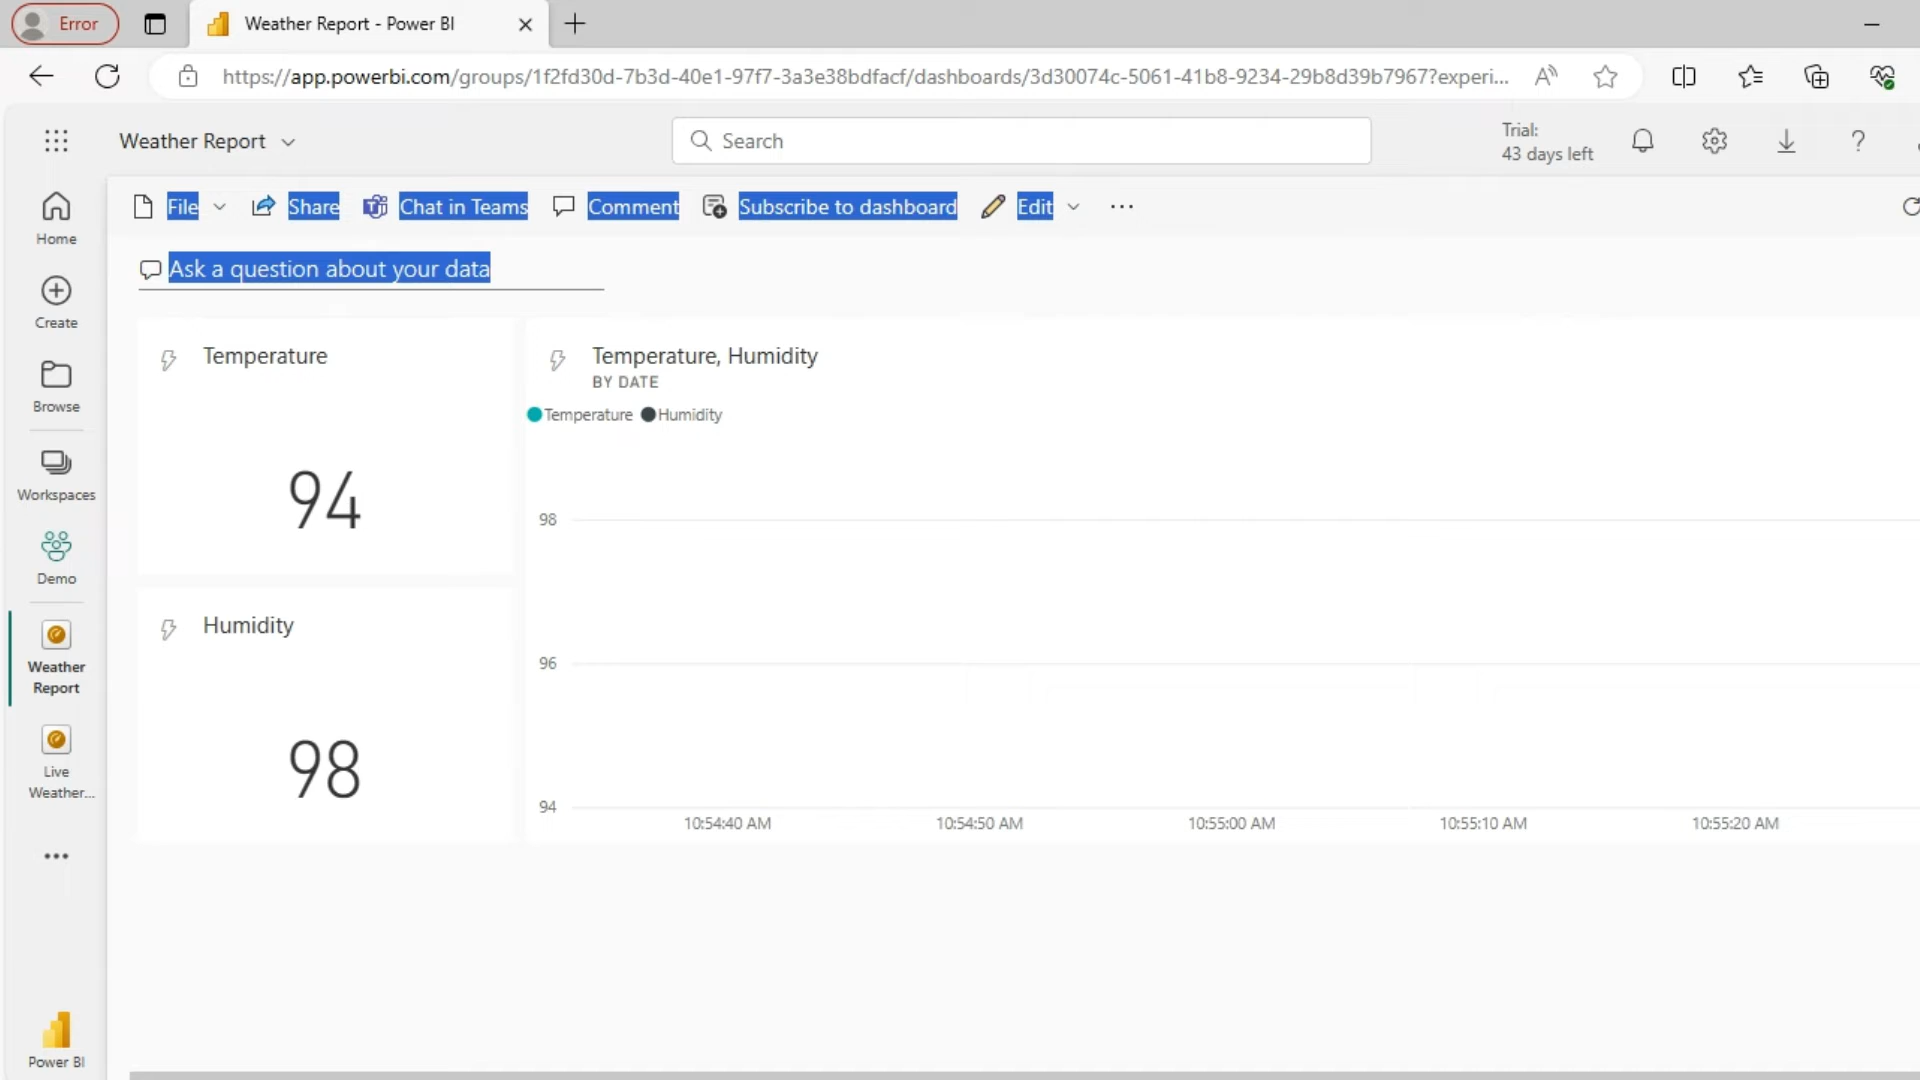 Error
Weather Report - Power BI
https://app.powerbi.com/groups/1f2fd30d-7b3d-40e1-97f7-3a3e38bdfacf/dashboards/3d30074c-5061-41b8-9234-29b8d39b7967?experi...
Weather Report
Search
Trial:
43 days left
File Share Chat in Teams Comment Subscribe to dashboard Edit
Ask a question about your data
Home
Create
Browse
Workspaces
Demo
Weather
Report
Live
Weather...
Power BI
Temperature
94
Humidity
98
Temperature, Humidity
BY DATE
Temperature Humidity
98
96
94
10:54:40 AM 10:54:50 AM 10:55:00 AM 10:55:10 AM 10:55:20 AM